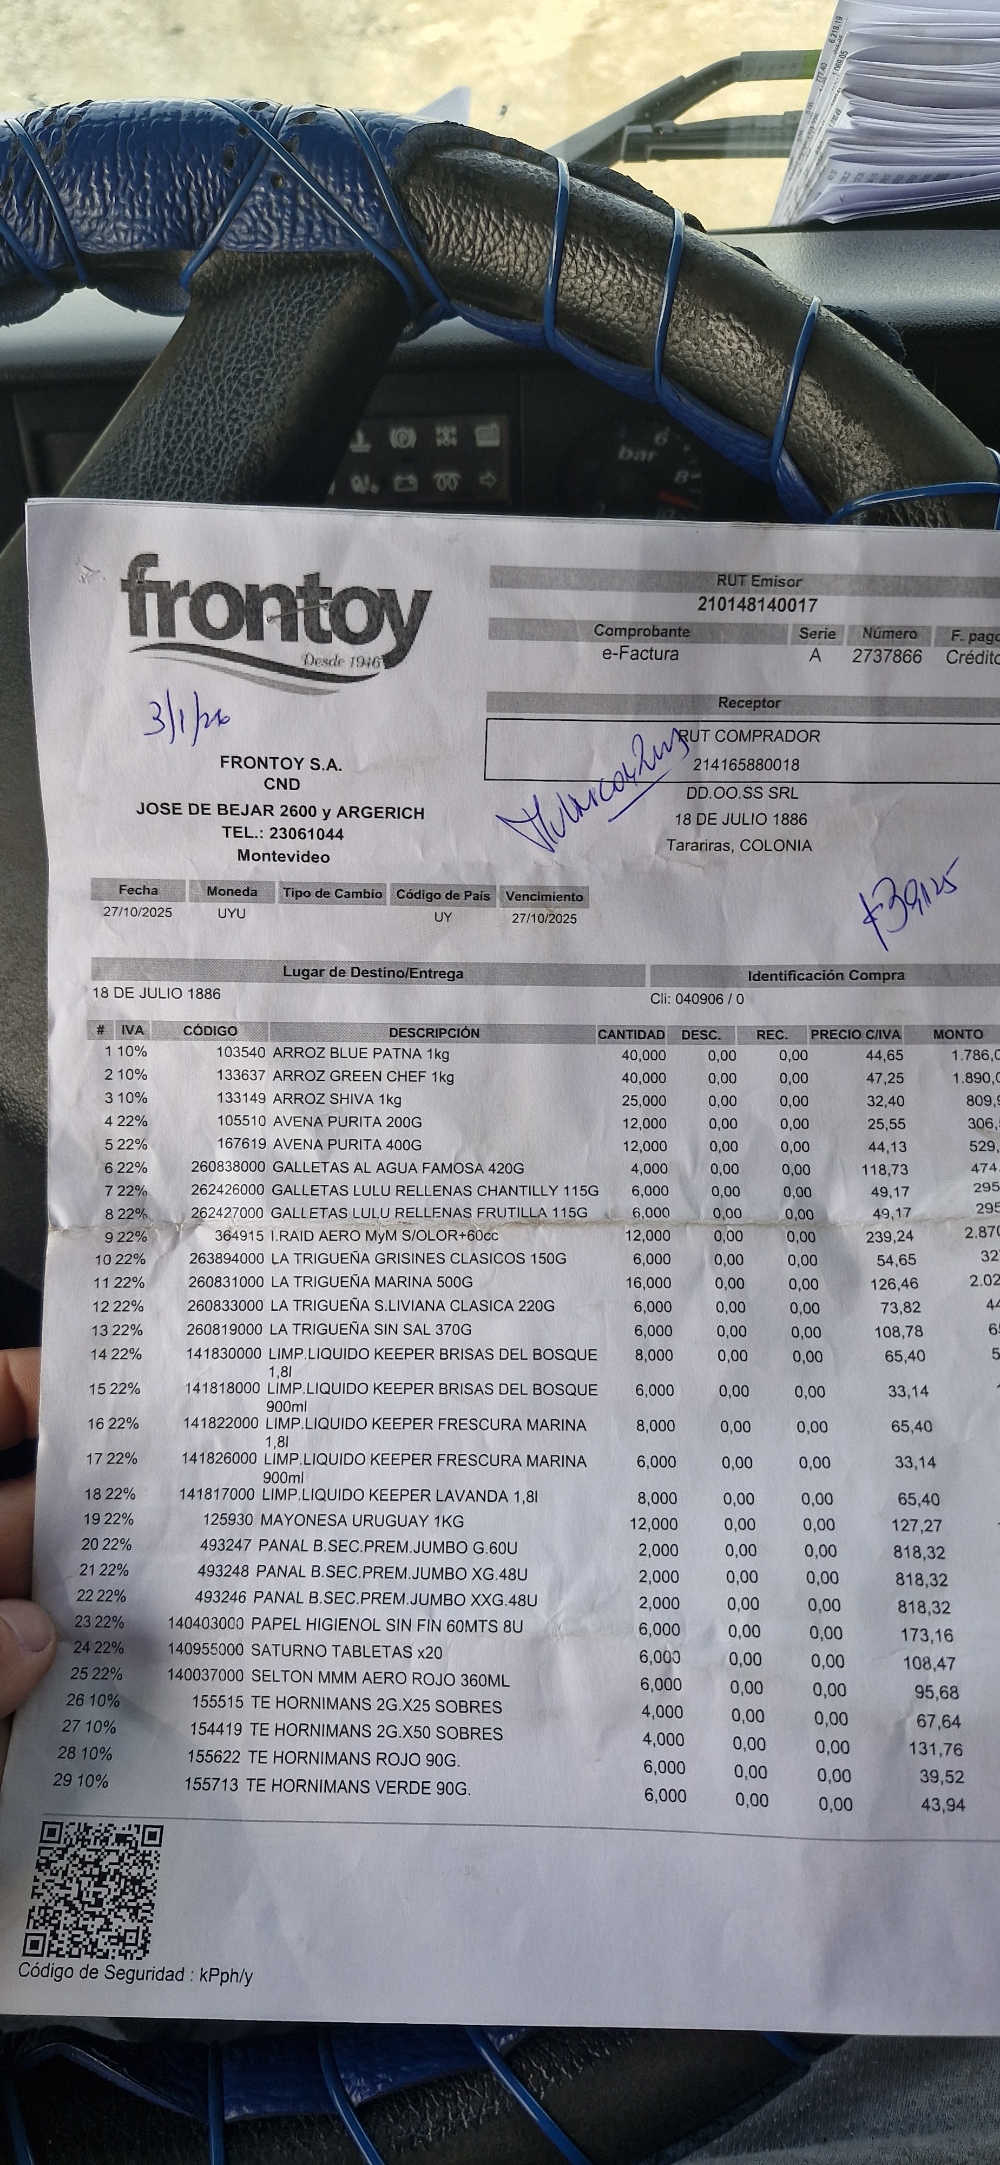 frontoy
Desde 1946
3/1/26
FRONTOY S.A.
CND
JOSE DE BEJAR 2600 y ARGERICH
TEL.: 23061044
Montevideo
RUT Emisor
210148140017
Comprobante Serie Número F. pago
e-Factura A 2737866 Crédito
Receptor
RUT COMPRADOR
214165880018
DD.OO.SS SRL
18 DE JULIO 1886
Tarariras, COLONIA
Fecha Moneda Tipo de Cambio Código de País Vencimiento
27/10/2025 UYU UY 27/10/2025
Lugar de Destino/Entrega Identificación Compra
18 DE JULIO 1886 Cli: 040906 / 0
# IVA CÓDIGO DESCRIPCIÓN CANTIDAD DESC. REC. PRECIO C/IVA MONTO
1 10% 103540 ARROZ BLUE PATNA 1kg 40,000 0,00 0,00 44,65 1.786,0
2 10% 133637 ARROZ GREEN CHEF 1kg 40,000 0,00 0,00 47,25 1.890,0
3 10% 133149 ARROZ SHIVA 1kg 25,000 0,00 0,00 32,40 809,9
4 22% 105510 AVENA PURITA 200G 12,000 0,00 0,00 25,55 306,
5 22% 167619 AVENA PURITA 400G 12,000 0,00 0,00 44,13 529,
6 22% 260838000 GALLETAS AL AGUA FAMOSA 420G 4,000 0,00 0,00 118,73 474,
7 22% 262426000 GALLETAS LULU RELLENAS CHANTILLY 115G 6,000 0,00 0,00 49,17 295
8 22% 262427000 GALLETAS LULU RELLENAS FRUTILLA 115G 6,000 0,00 0,00 49,17 295
9 22% 364915 I.RAID AERO MyM S/OLOR+60cc 12,000 0,00 0,00 239,24 2.870
10 22% 263894000 LA TRIGUEÑA GRISINES CLASICOS 150G 6,000 0,00 0,00 54,65 32
11 22% 260831000 LA TRIGUEÑA MARINA 500G 16,000 0,00 0,00 126,46 2.02
12 22% 260833000 LA TRIGUEÑA S.LIVIANA CLASICA 220G 6,000 0,00 0,00 73,82 44
13 22% 260819000 LA TRIGUEÑA SIN SAL 370G 6,000 0,00 0,00 108,78 6
14 22% 141830000 LIMP.LIQUIDO KEEPER BRISAS DEL BOSQUE 8,000 0,00 0,00 65,40 5
1,8l
15 22% 141818000 LIMP.LIQUIDO KEEPER BRISAS DEL BOSQUE 6,000 0,00 0,00 33,14
900ml
16 22% 141822000 LIMP.LIQUIDO KEEPER FRESCURA MARINA 8,000 0,00 0,00 65,40
1,8l
17 22% 141826000 LIMP.LIQUIDO KEEPER FRESCURA MARINA 6,000 0,00 0,00 33,14
900ml
18 22% 141817000 LIMP.LIQUIDO KEEPER LAVANDA 1,8l 8,000 0,00 0,00 65,40
19 22% 125930 MAYONESA URUGUAY 1KG 12,000 0,00 0,00 127,27
20 22% 493247 PANAL B.SEC.PREM.JUMBO G.60U 2,000 0,00 0,00 818,32
21 22% 493248 PANAL B.SEC.PREM.JUMBO XG.48U 2,000 0,00 0,00 818,32
22 22% 493246 PANAL B.SEC.PREM.JUMBO XXG.48U 2,000 0,00 0,00 818,32
23 22% 140403000 PAPEL HIGIENOL SIN FIN 60MTS 8U 6,000 0,00 0,00 173,16
24 22% 140955000 SATURNO TABLETAS x20 6,000 0,00 0,00 108,47
25 22% 140037000 SELTON MMM AERO ROJO 360ML 6,000 0,00 0,00 95,68
26 10% 155515 TE HORNIMANS 2G.X25 SOBRES 4,000 0,00 0,00 67,64
27 10% 154419 TE HORNIMANS 2G.X50 SOBRES 4,000 0,00 0,00 131,76
28 10% 155622 TE HORNIMANS ROJO 90G. 6,000 0,00 0,00 39,52
29 10% 155713 TE HORNIMANS VERDE 90G. 6,000 0,00 0,00 43,94
Código de Seguridad : kPph/y
bar
6
8